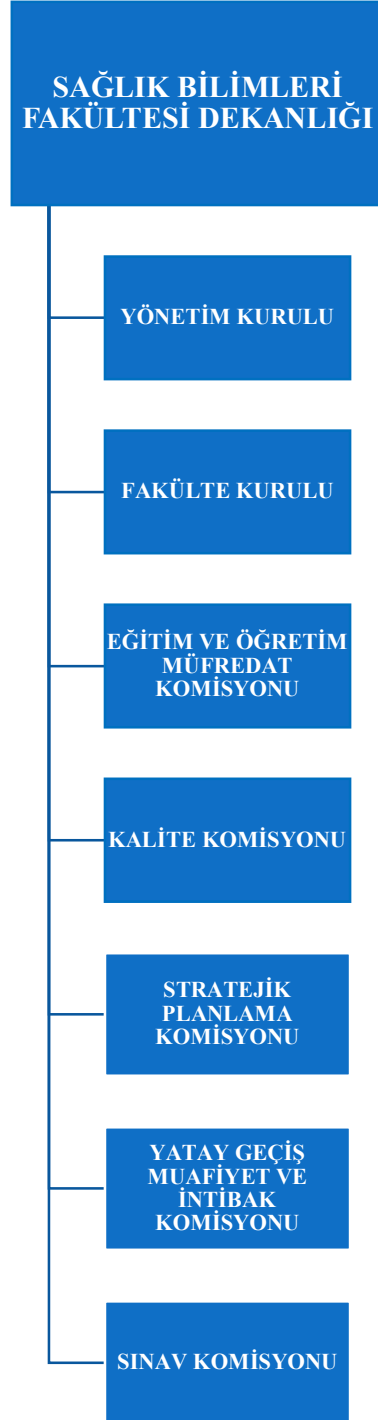 SAĞLIK BİLİMLERİ
FAKÜLTESİ DEKANLIĞI
YÖNETİM KURULU
FAKÜLTE KURULU
EĞİTİM VE ÖĞRETİM
MÜFREDAT
KOMİSYONU
KALİTE KOMİSYONU
STRATEJİK
PLANLAMA
KOMİSYONU
YATAY GEÇİŞ
MUAFİYET VE
İNTİBAK
KOMİSYONU
SINAV KOMİSYONU